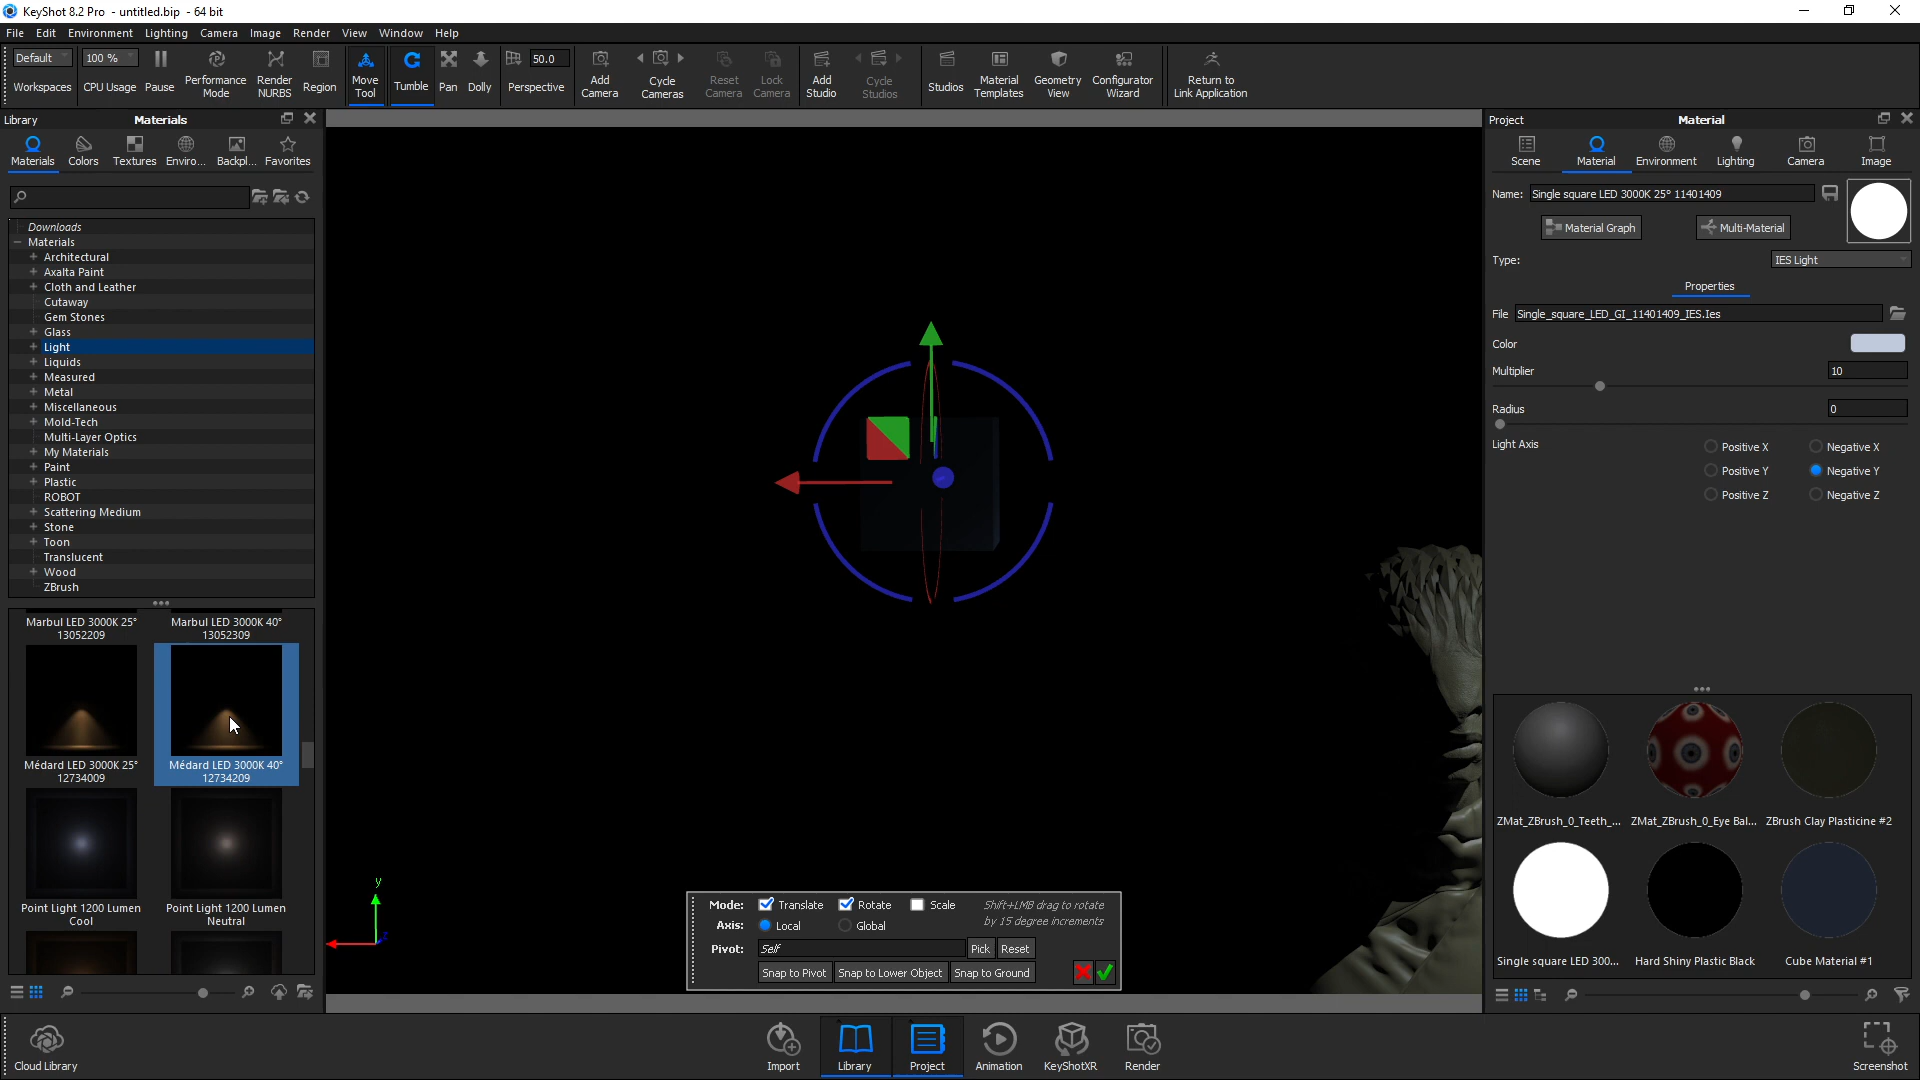 KeyShot 8.2 Pro - untitled.bip - 64 bit
File Edit Environment Lighting Camera Image Render View Window Help
Default
Workspaces
100 %
CPU Usage
Pause
Performance
Mode
Render
NURBS
Region
Move
Tool
Tumble
Pan
Dolly
50.0
Perspective
Add
Camera
Cycle
Cameras
Reset
Camera
Lock
Camera
Add
Studio
Cycle
Studios
Studios
Material
Templates
Geometry
View
Configurator
Wizard
Return to
Link Application
Library
Materials
Materials Colors Textures Enviro... Backpl... Favorites
Downloads
Materials
Architectural
Axalta Paint
Cloth and Leather
Cutaway
Gem Stones
Glass
Light
Liquids
Measured
Metal
Miscellaneous
Mold-Tech
Multi-Layer Optics
My Materials
Paint
Plastic
ROBOT
Scattering Medium
Stone
Toon
Translucent
Wood
ZBrush
Marbul LED 3000K 25°
13052209
Marbul LED 3000K 40°
13052309
Médard LED 3000K 25°
12734009
Médard LED 3000K 40°
12734209
Point Light 1200 Lumen
Cool
Point Light 1200 Lumen
Neutral
y
Mode: Translate Rotate Scale
Shift+LMB drag to rotate
by 15 degree increments
Axis: Local Global
Pivot: Self Pick Reset
Snap to Pivot Snap to Lower Object Snap to Ground
Project
Material
Scene Material Environment Lighting Camera Image
Name: Single square LED 3000K 25° 11401409
Material Graph Multi-Material
Type: IES Light
Properties
File Single_square_LED_GI_11401409_IES.Ies
Color
Multiplier 10
Radius 0
Light Axis
Positive X Negative X
Positive Y Negative Y
Positive Z Negative Z
ZMat_ZBrush_0_Teeth_... ZMat_ZBrush_0_Eye Bal... ZBrush Clay Plasticine #2
Single square LED 300... Hard Shiny Plastic Black Cube Material #1
Cloud Library
Import Library Project Animation KeyShotXR Render
Screenshot